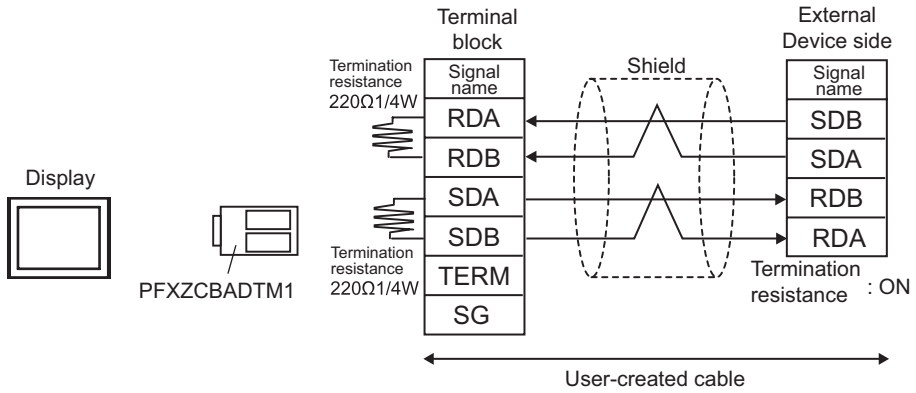 Terminal
block
External
Device side
Termination
resistance
220Ω1/4W
Signal
name
Shield
Signal
name
RDA
SDB
RDB
SDA
Display
SDA
RDB
SDB
RDA
PFXZCBADTM1
Termination
resistance
220Ω1/4W
TERM
Termination
resistance : ON
SG
User-created cable